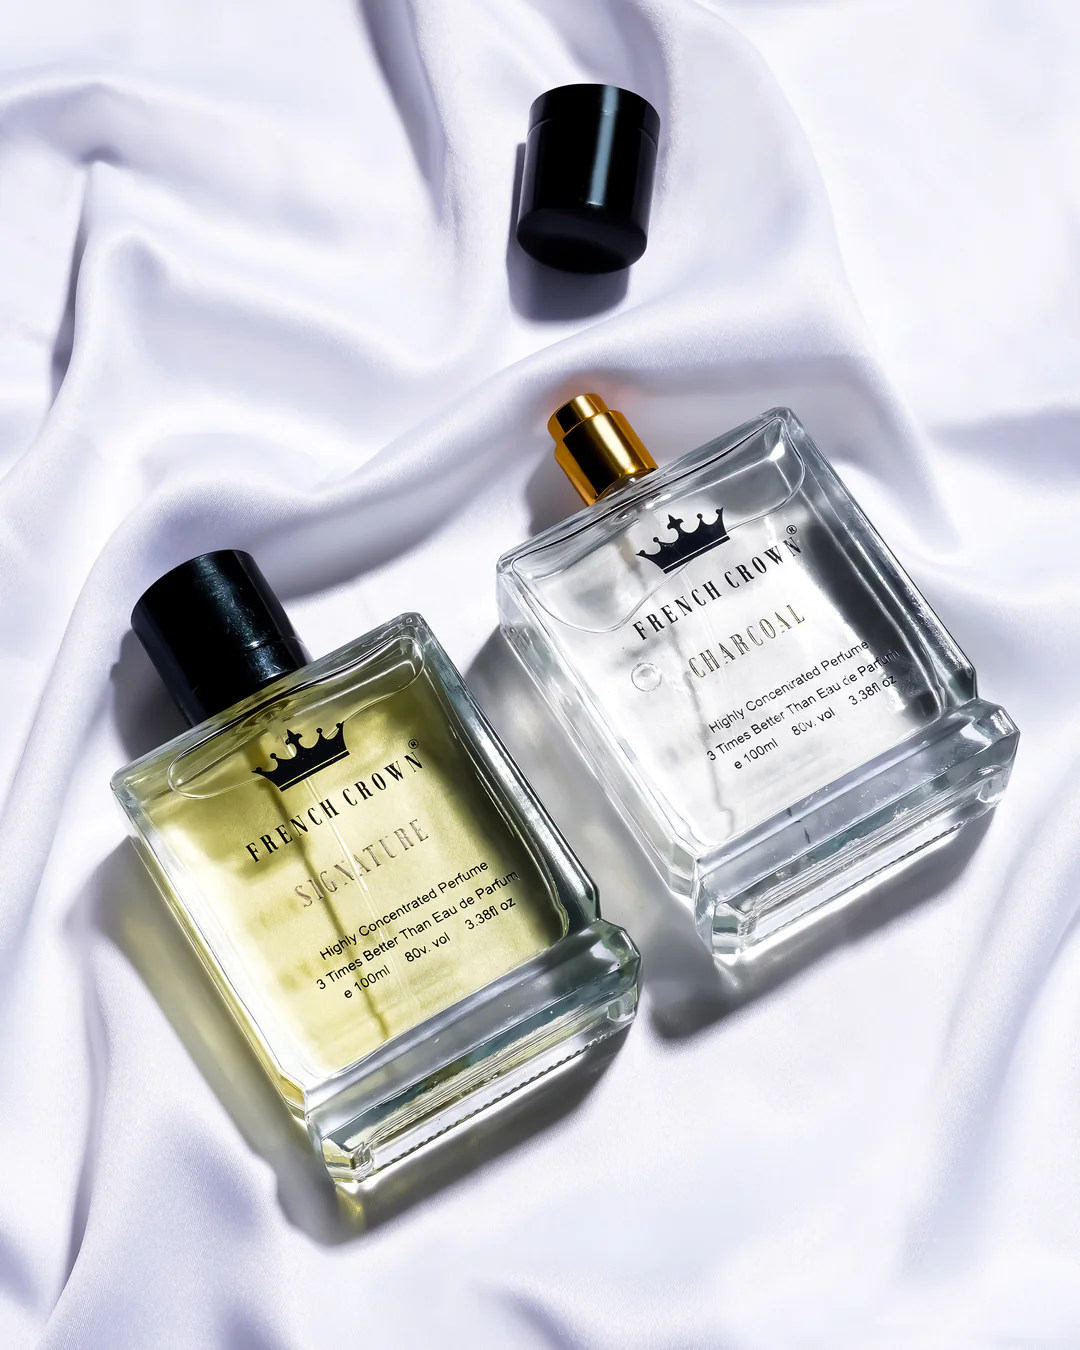 FRENCH CROWN®
SIGNATURE
Highly Concentrated Perfume
3 Times Better Than Eau de Parfum
e 100ml 80v. vol 3.38fl oz
FRENCH CROWN®
CHARCOAL
Highly Concentrated Perfume
3 Times Better Than Eau de Parfum
e 100ml 80v. vol 3.38fl oz